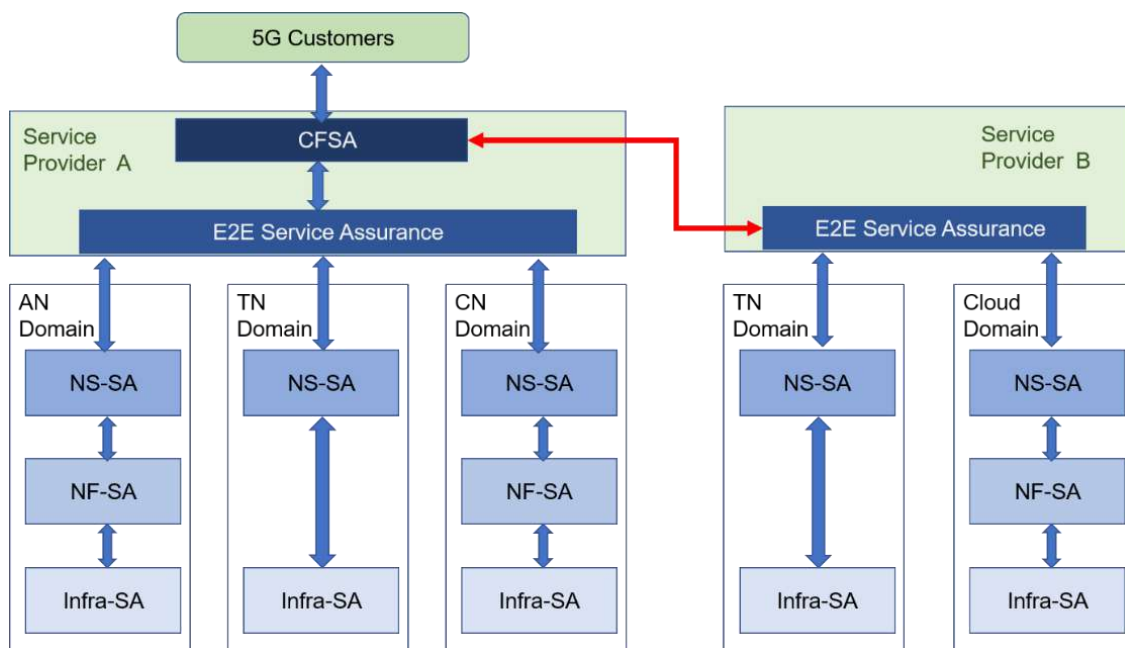 5G Customers
Service
Provider A
CFSA
E2E Service Assurance
Service
Provider B
E2E Service Assurance
AN
Domain
NS-SA
NF-SA
Infra-SA
TN
Domain
NS-SA
Infra-SA
CN
Domain
NS-SA
NF-SA
Infra-SA
TN
Domain
NS-SA
Infra-SA
Cloud
Domain
NS-SA
NF-SA
Infra-SA